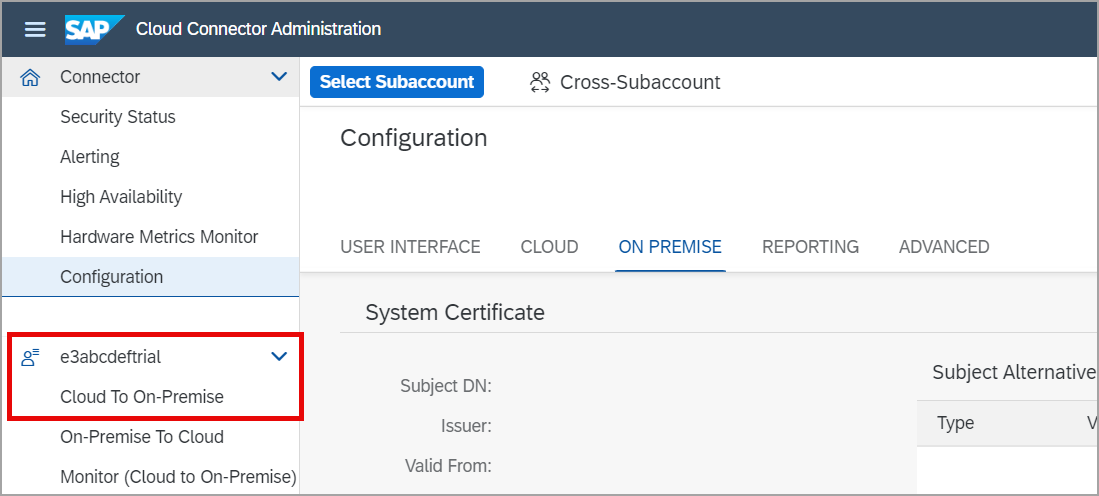 SAP Cloud Connector Administration
Connector
Security Status
Alerting
High Availability
Hardware Metrics Monitor
Configuration
e3abcdeftrial
Cloud To On-Premise
On-Premise To Cloud
Monitor (Cloud to On-Premise)
Select Subaccount Cross-Subaccount
Configuration
USER INTERFACE CLOUD ON PREMISE REPORTING ADVANCED
System Certificate
Subject DN:
Issuer:
Valid From:
Subject Alternative
Type V